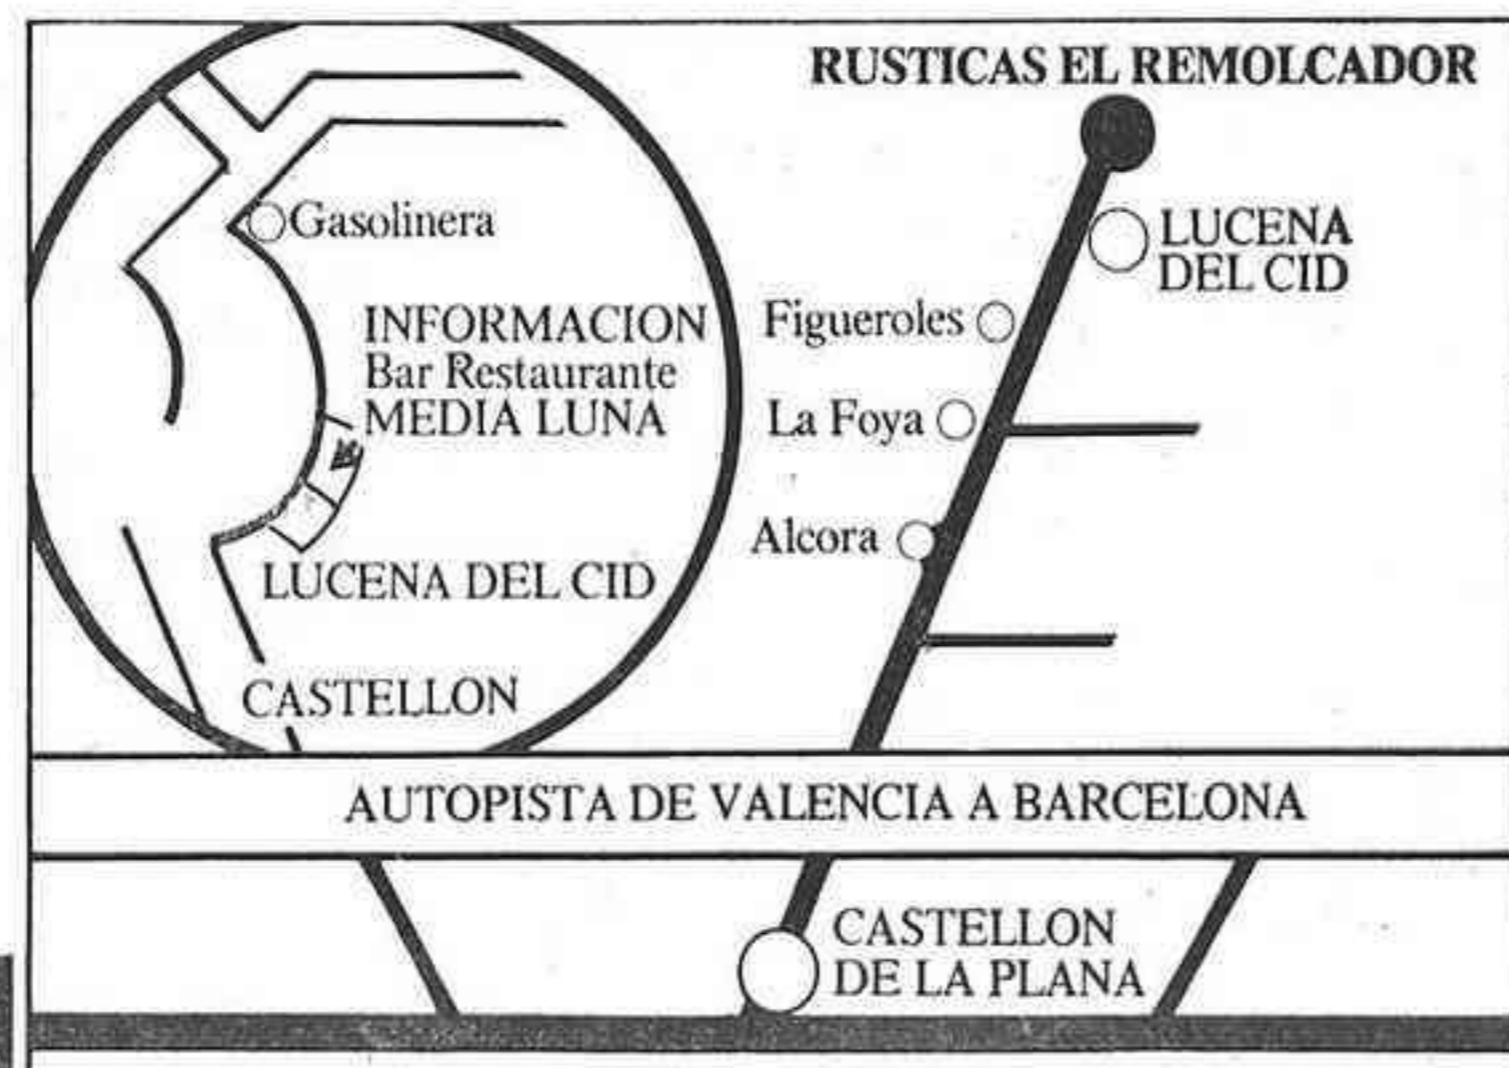 RUSTICAS EL REMOLCADOR
Gasolinera
INFORMACION
Bar Restaurante
MEDIA LUNA
LUCENA DEL CID
CASTELLON
LUCENA
DEL CID
Figueroles
La Foya
Alcora
AUTOPISTA DE VALENCIA A BARCELONA
CASTELLON
DE LA PLANA